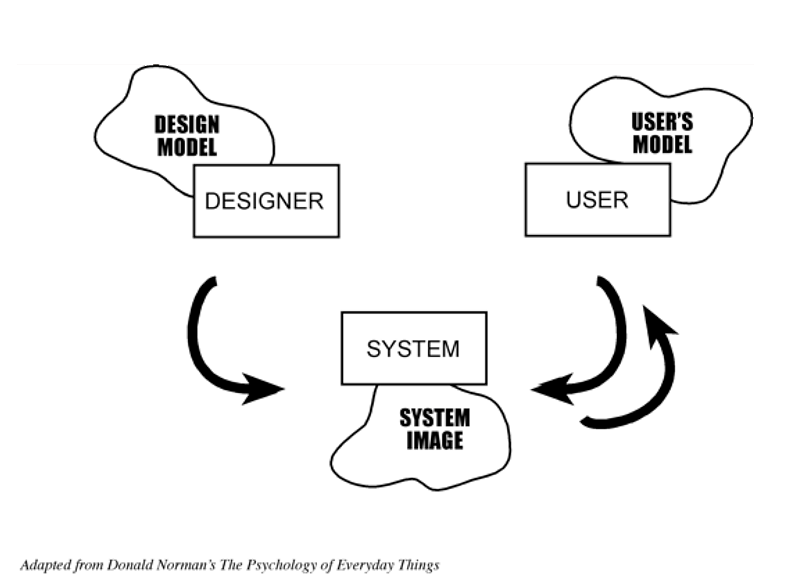 DESIGN
MODEL
DESIGNER
USER'S
MODEL
USER
SYSTEM
SYSTEM
IMAGE
Adapted from Donald Norman's The Psychology of Everyday Things